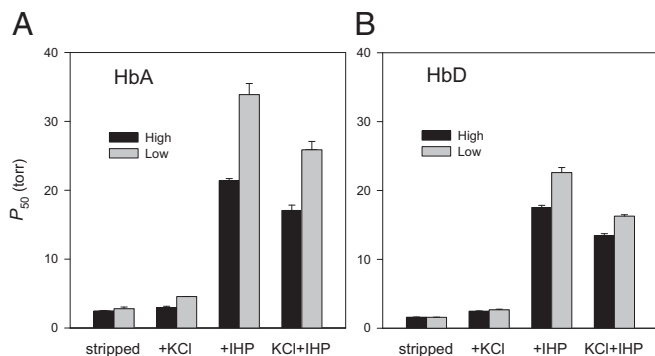 A
HbA
High
Low
P50 (torr)
40
30
20
10
0
stripped +KCl +IHP KCl+IHP
B
HbD
High
Low
40
30
20
10
0
stripped +KCl +IHP KCl+IHP